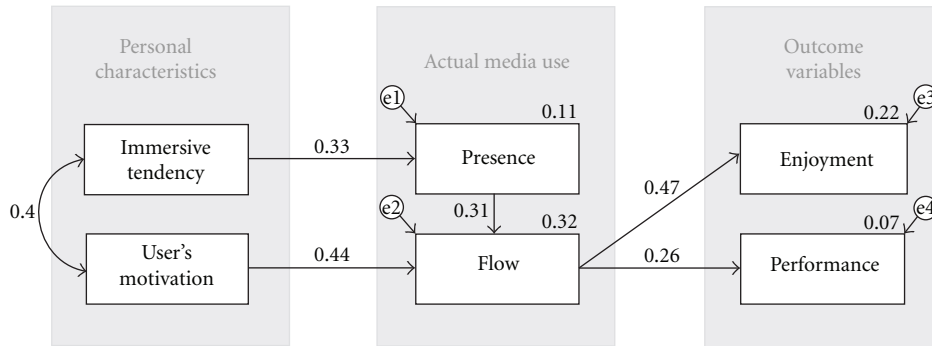 Personal
characteristics
Actual media use
Outcome
variables
e1
e3
0.11
0.22
Immersive
tendency
0.33
Presence
Enjoyment
0.4
0.31
0.47
e2
e4
0.32
0.07
User's
motivation
0.44
Flow
0.26
Performance